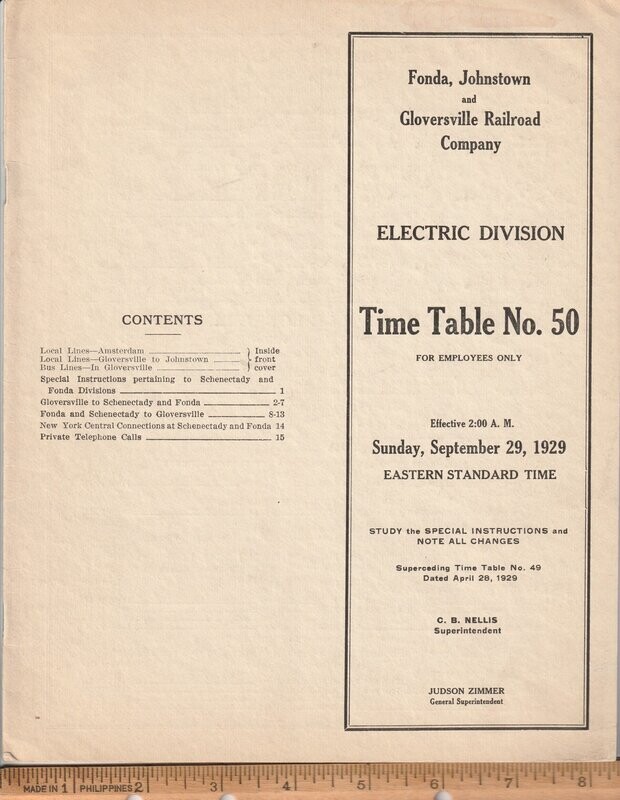 CONTENTS
Local Lines—Amsterdam
Local Lines—Gloversville to Johnstown
Bus Lines—In Gloversville
Inside
front
cover
Special Instructions pertaining to Schenectady and
Fonda Divisions 1
Gloversville to Schenectady and Fonda 2-7
Fonda and Schenectady to Gloversville 8-13
New York Central Connections at Schenectady and Fonda 14
Private Telephone Calls 15
Fonda, Johnstown
and
Gloversville Railroad
Company
ELECTRIC DIVISION
Time Table No. 50
FOR EMPLOYEES ONLY
Effective 2:00 A. M.
Sunday, September 29, 1929
EASTERN STANDARD TIME
STUDY the SPECIAL INSTRUCTIONS and
NOTE ALL CHANGES
Superceding Time Table No. 49
Dated April 28, 1929
C. B. NELLIS
Superintendent
JUDSON ZIMMER
General Superintendent
MADE IN 1 PHILIPPINES 2 3 4 5 6 7 8